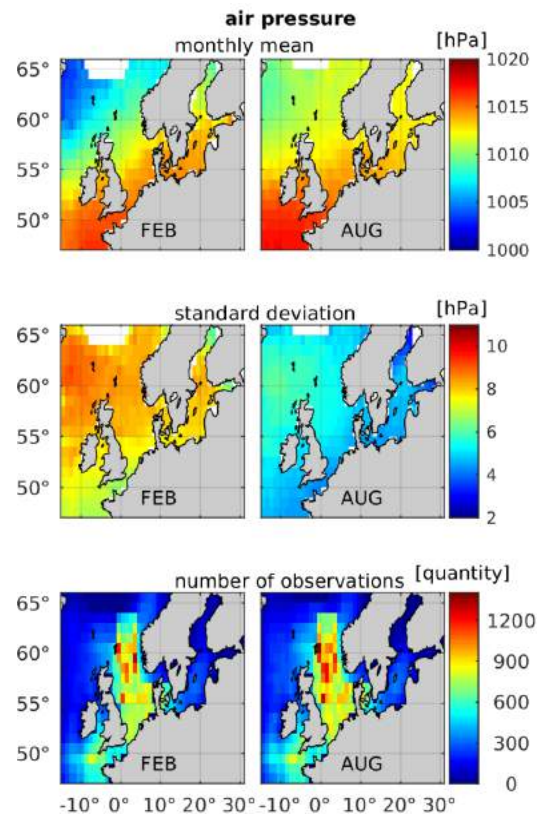 air pressure
monthly mean [hPa]
65° 1020
60° 1015
1010
55° 1005
50° FEB AUG 1000
standard deviation [hPa]
65° 10
60° 8
6
55° 4
50° FEB AUG 2
number of observations [quantity]
65° 1200
60° 900
600
55° 300
50° FEB AUG 0
-10° 0° 10° 20° 30° -10° 0° 10° 20° 30°